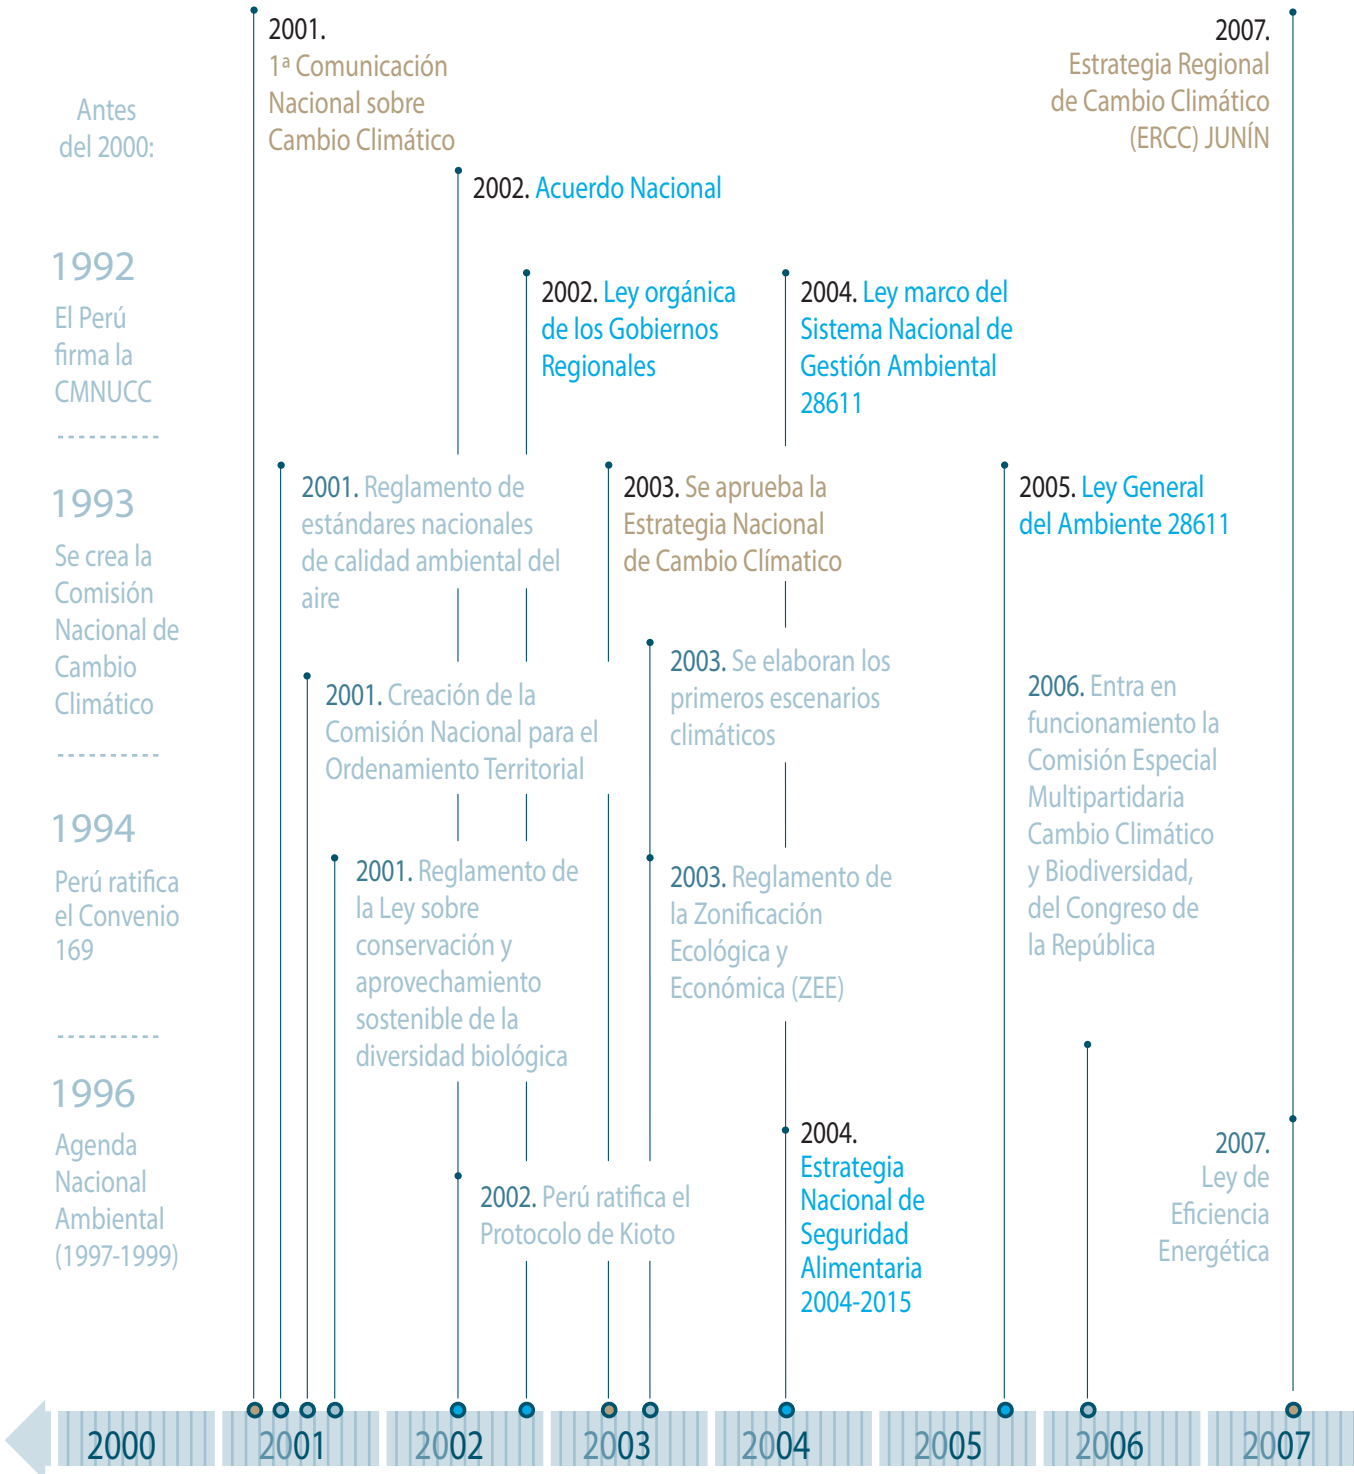 Antes
del 2000:
1992
El Perú
firma la
CMNUCC
1993
Se crea la
Comisión
Nacional de
Cambio
Climático
1994
Perú ratifica
el Convenio
169
1996
Agenda
Nacional
Ambiental
(1997-1999)
2001.
1ª Comunicación
Nacional sobre
Cambio Climático
2001. Reglamento de
estándares nacionales
de calidad ambiental del
aire
2001. Creación de la
Comisión Nacional para el
Ordenamiento Territorial
2001. Reglamento de
la Ley sobre
conservación y
aprovechamiento
sostenible de la
diversidad biológica
2002. Acuerdo Nacional
2002. Ley orgánica
de los Gobiernos
Regionales
2002. Perú ratifica el
Protocolo de Kioto
2003. Se aprueba la
Estrategia Nacional
de Cambio Clímatico
2003. Se elaboran los
primeros escenarios
climáticos
2003. Reglamento de
la Zonificación
Ecológica y
Económica (ZEE)
2004. Ley marco del
Sistema Nacional de
Gestión Ambiental
28611
2004.
Estrategia
Nacional de
Seguridad
Alimentaria
2004-2015
2005. Ley General
del Ambiente 28611
2006. Entra en
funcionamiento la
Comisión Especial
Multipartidaria
Cambio Climático
y Biodiversidad,
del Congreso de
la República
2007.
Estrategia Regional
de Cambio Climático
(ERCC) JUNÍN
2007.
Ley de
Eficiencia
Energética
2000
2001
2002
2003
2004
2005
2006
2007